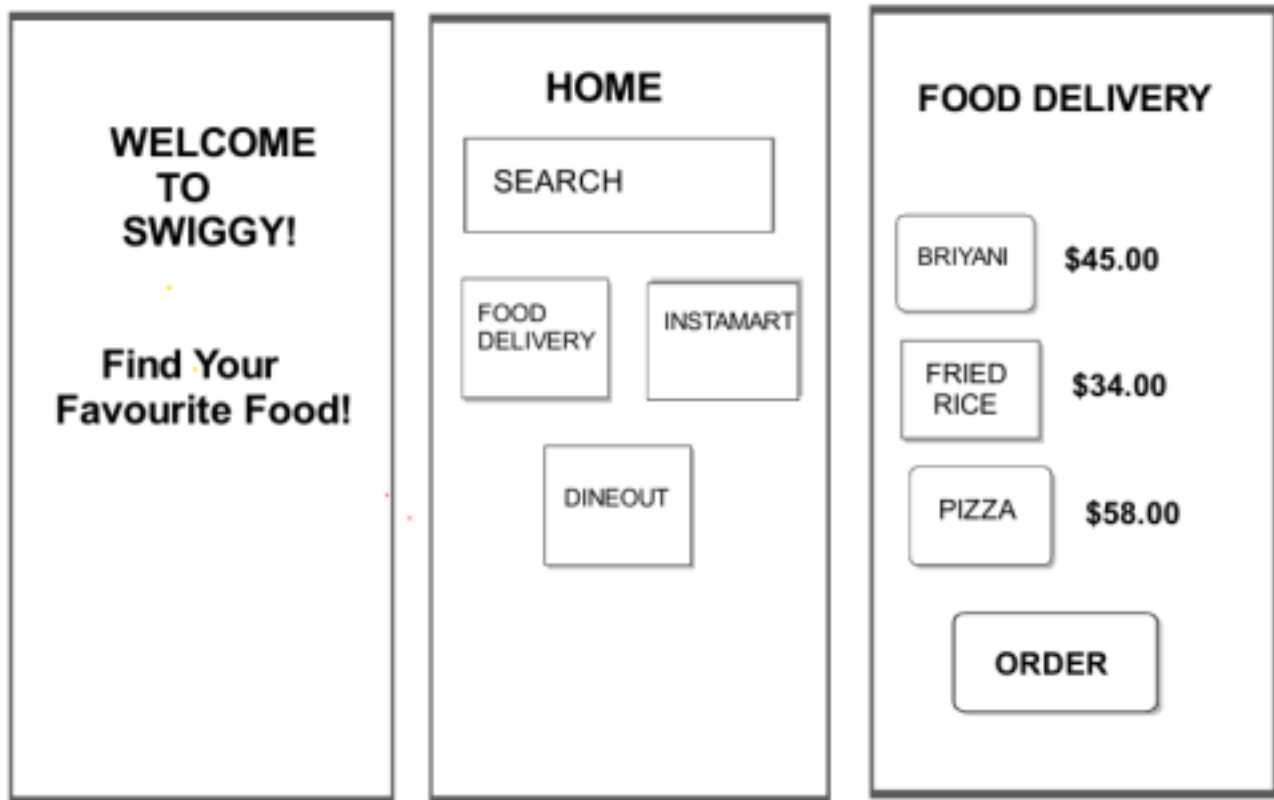 WELCOME
TO
SWIGGY!
Find Your
Favourite Food!
HOME
SEARCH
FOOD
DELIVERY
INSTAMART
DINEOUT
FOOD DELIVERY
BRIYANI
$45.00
FRIED
RICE
$34.00
PIZZA
$58.00
ORDER